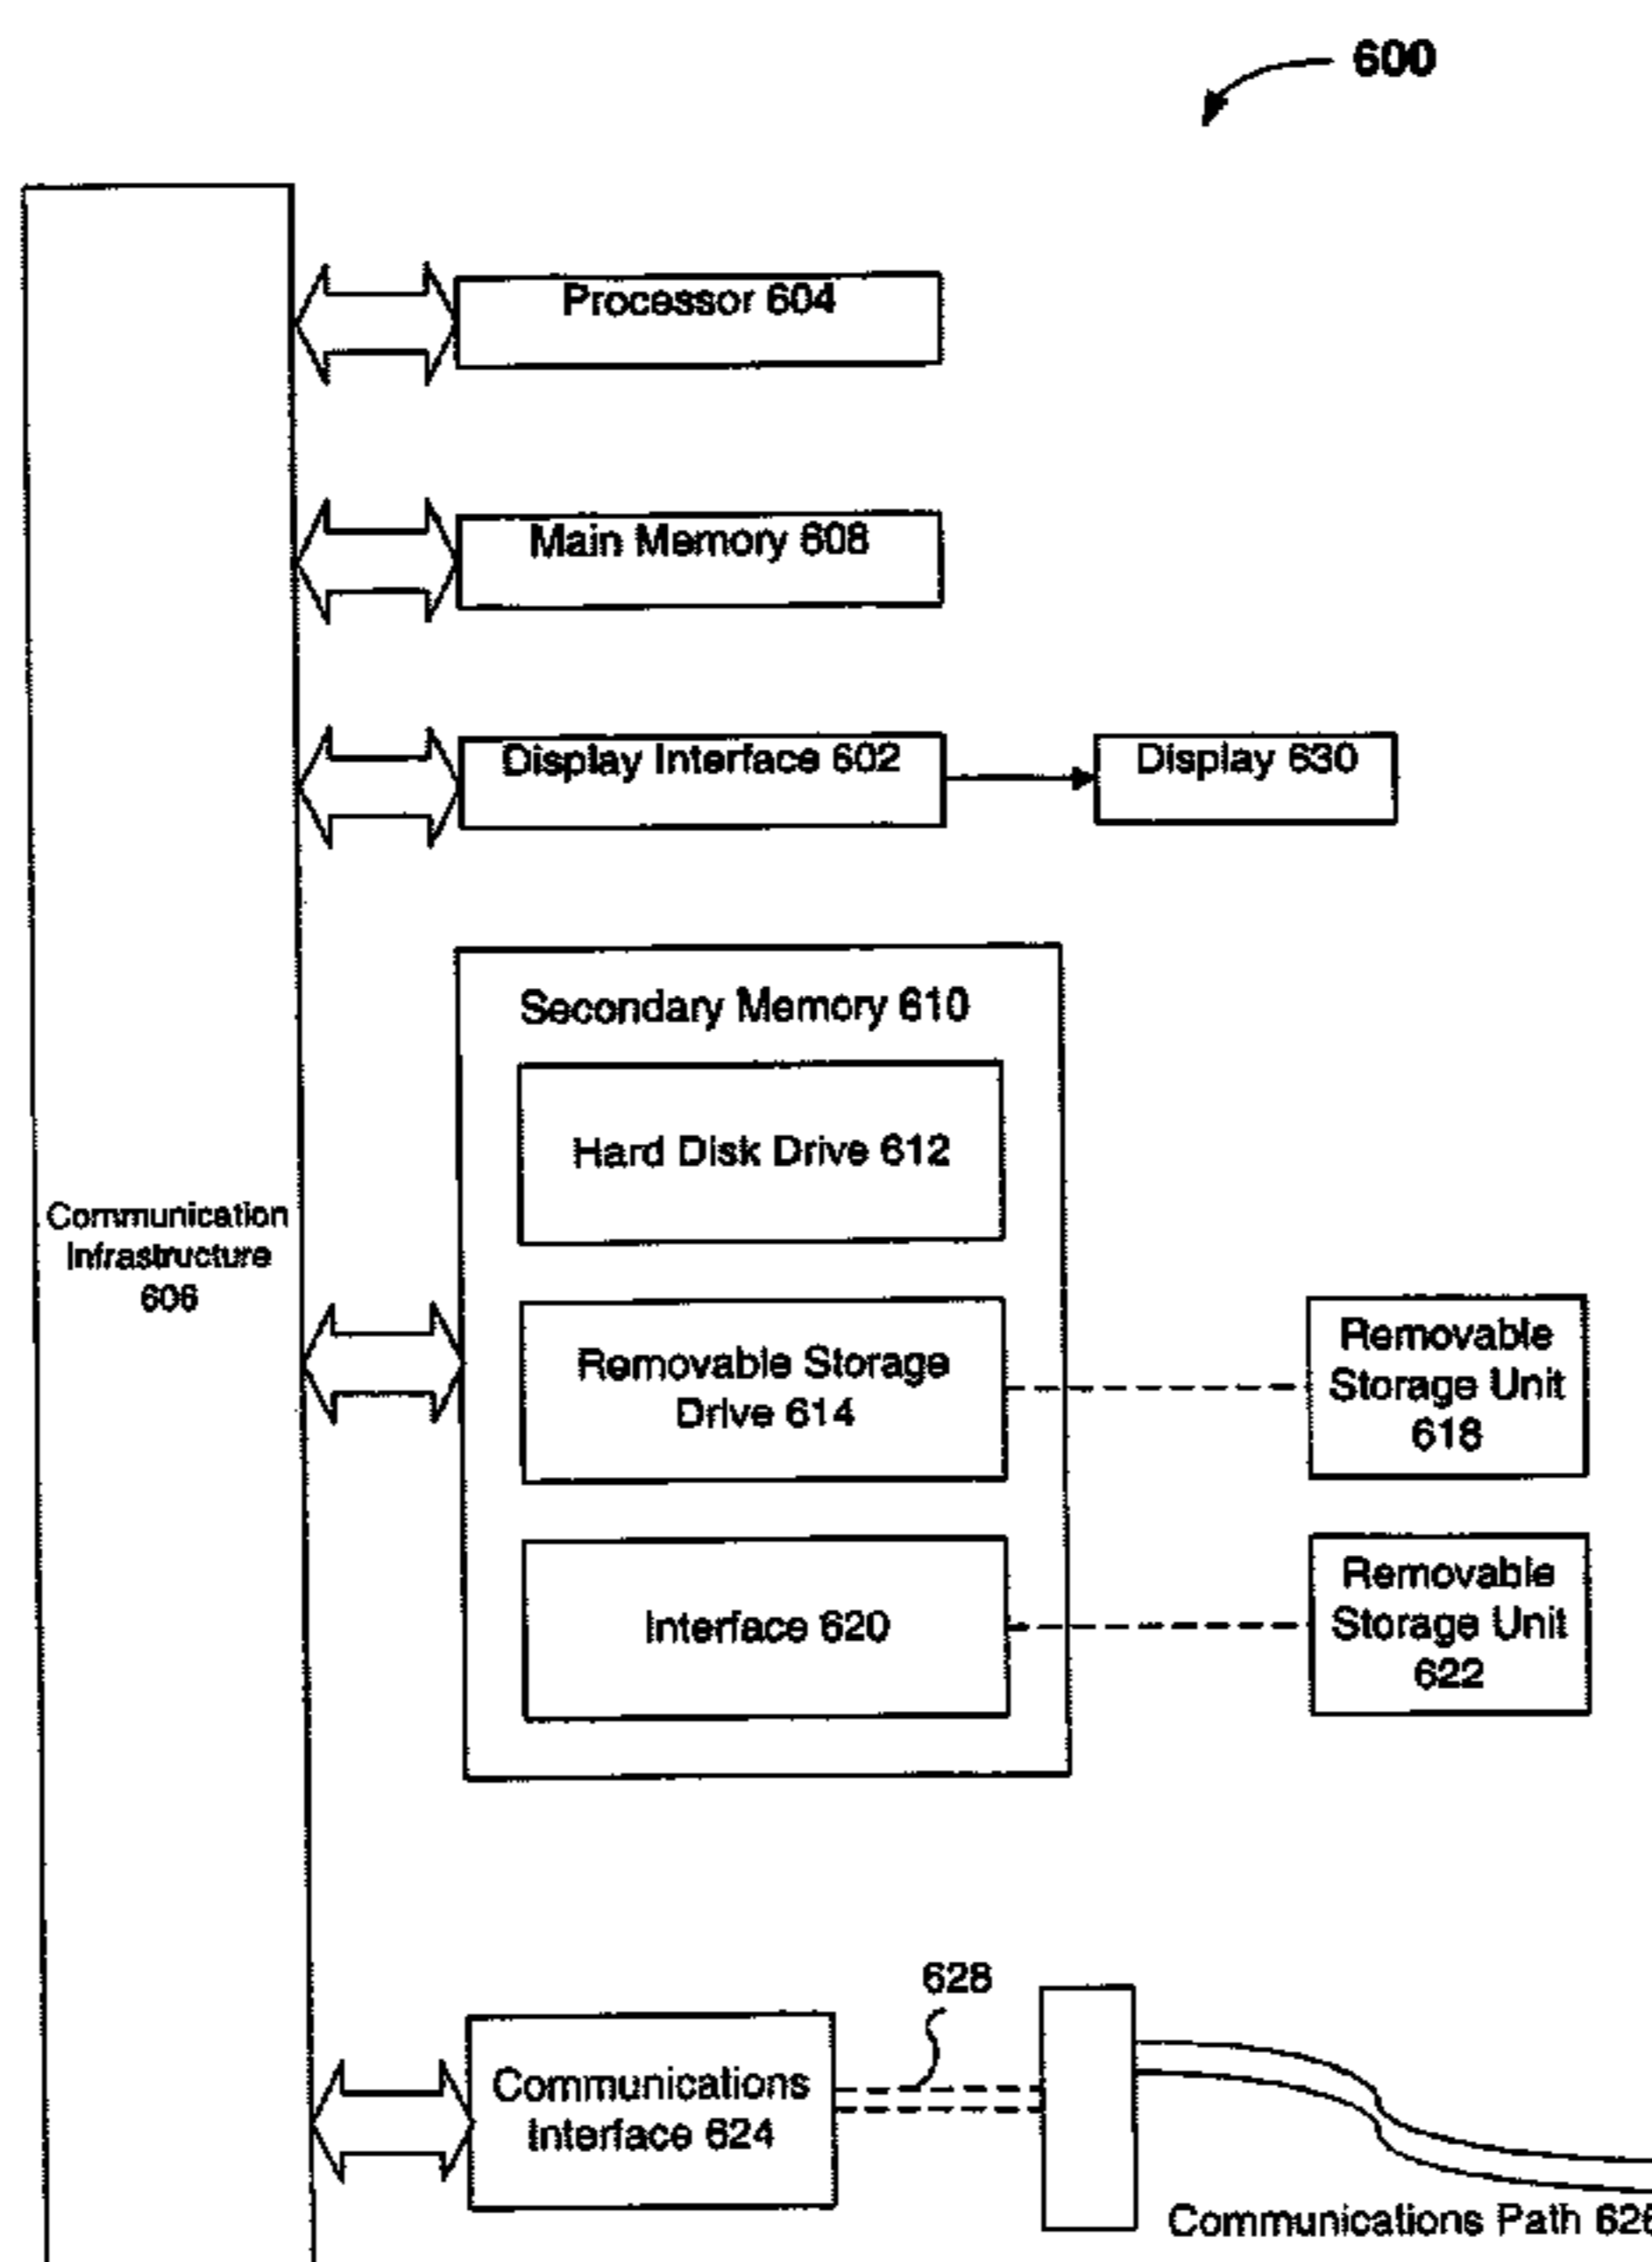 600
Processor 604
Main Memory 608
Display Interface 602
Display 630
Secondary Memory 610
Hard Disk Drive 612
Communication
Infrastructure
606
Removable Storage
Drive 614
Removable
Storage Unit
618
Interface 620
Removable
Storage Unit
622
628
Communications
Interface 624
Communications Path 626